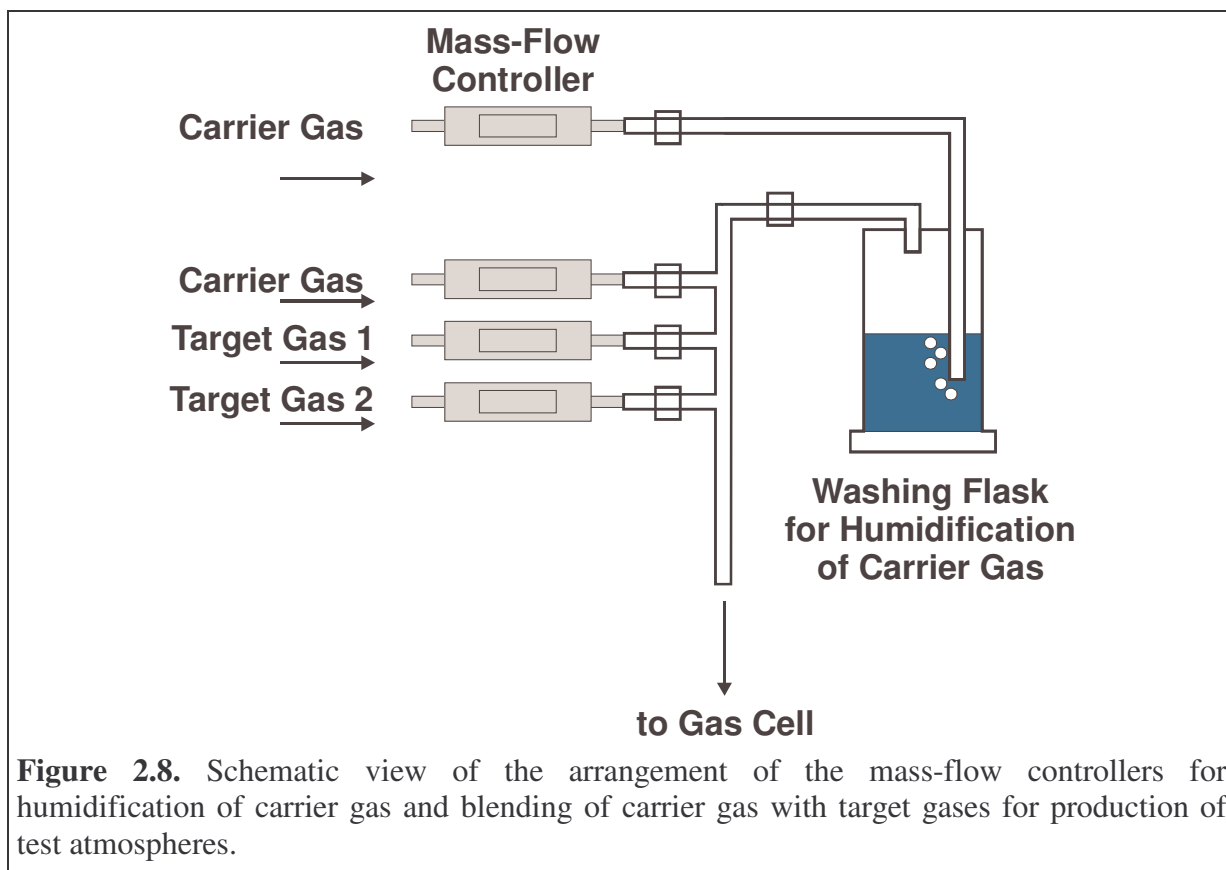 Mass-Flow
Controller
Carrier Gas
Carrier Gas
Target Gas 1
Target Gas 2
Washing Flask
for Humidification
of Carrier Gas
to Gas Cell
Figure 2.8. Schematic view of the arrangement of the mass-flow controllers for
humidification of carrier gas and blending of carrier gas with target gases for production of
test atmospheres.